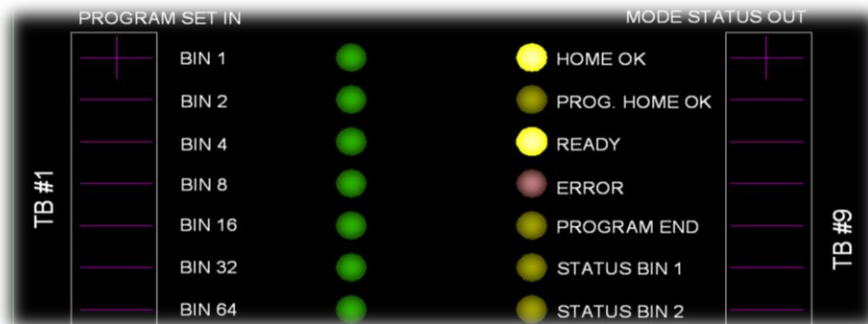 PROGRAM SET IN
MODE STATUS OUT
TB #1
BIN 1
BIN 2
BIN 4
BIN 8
BIN 16
BIN 32
BIN 64
HOME OK
PROG. HOME OK
READY
ERROR
PROGRAM END
STATUS BIN 1
STATUS BIN 2
TB #9